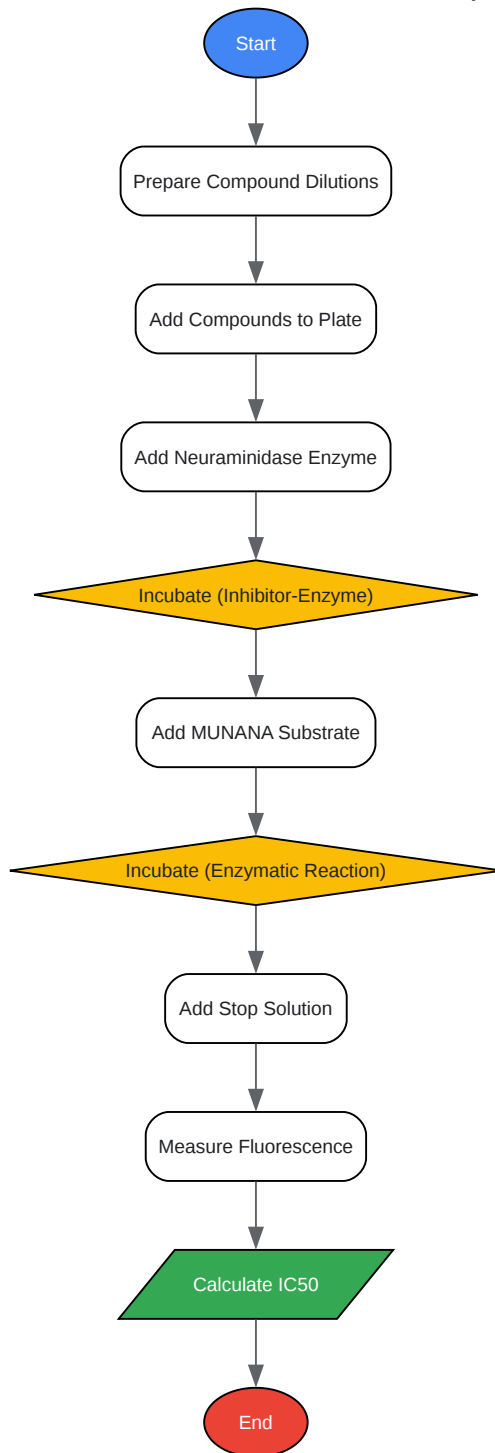 Start
Prepare Compound Dilutions
Add Compounds to Plate
Add Neuraminidase Enzyme
Incubate (Inhibitor-Enzyme)
Add MUNANA Substrate
Incubate (Enzymatic Reaction)
Add Stop Solution
Measure Fluorescence
Calculate IC50
End